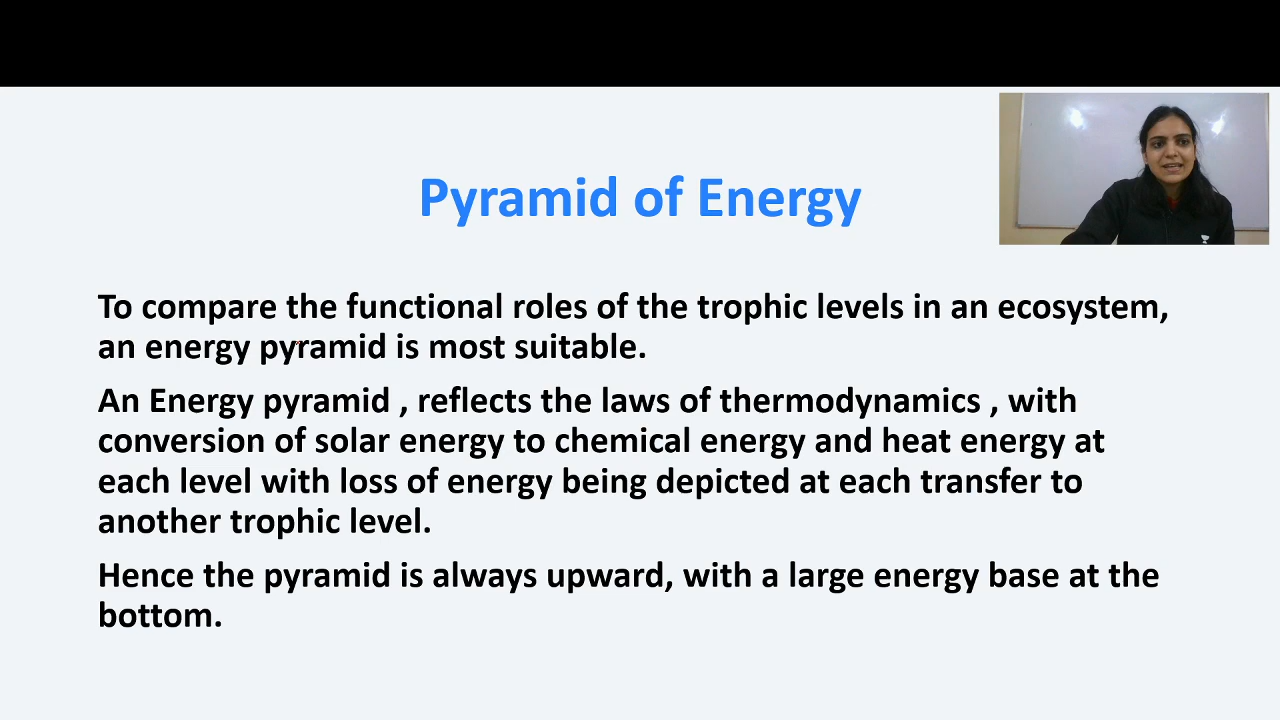 Pyramid of Energy
To compare the functional roles of the trophic levels in an ecosystem,
an energy pyramid is most suitable.
An Energy pyramid , reflects the laws of thermodynamics , with
conversion of solar energy to chemical energy and heat energy at
each level with loss of energy being depicted at each transfer to
another trophic level.
Hence the pyramid is always upward, with a large energy base at the
bottom.